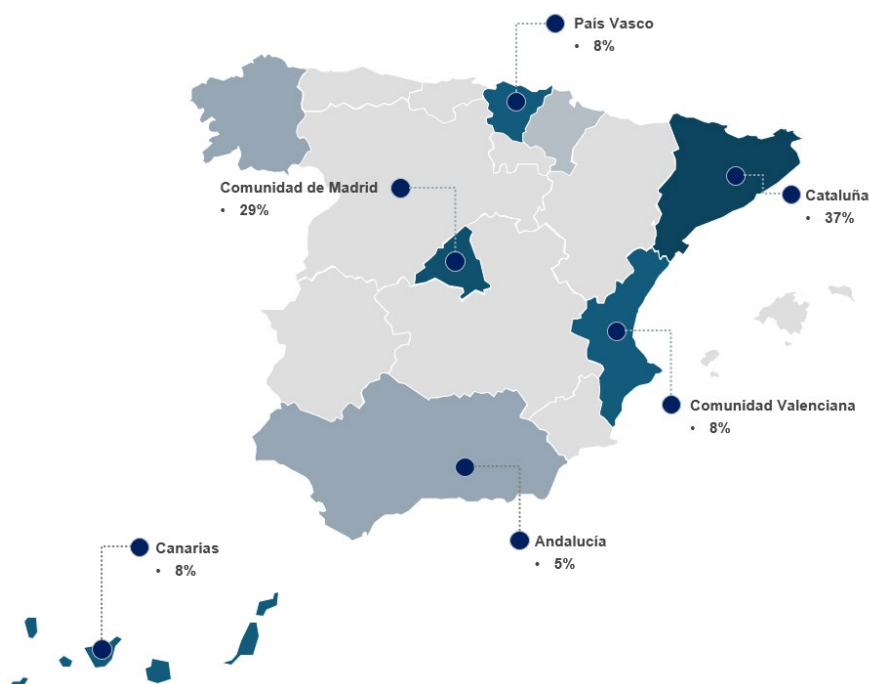 País Vasco
• 8%
Comunidad de Madrid
• 29%
Cataluña
• 37%
Comunidad Valenciana
• 8%
Andalucía
• 5%
Canarias
• 8%